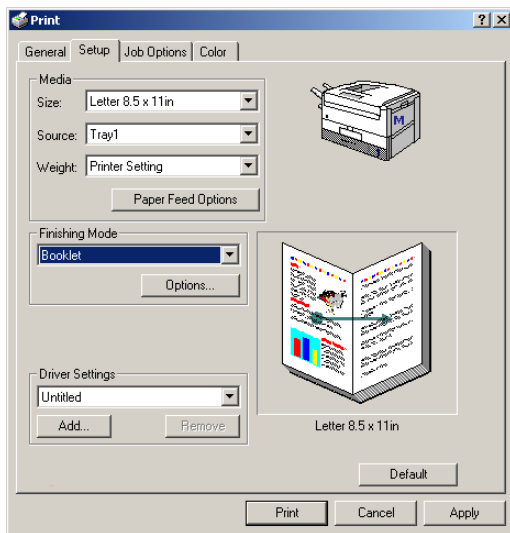 Print
General Setup Job Options Color
Media
Size: Letter 8.5 x 11in
Source: Tray1
Weight: Printer Setting
Paper Feed Options
M
1
Finishing Mode
Booklet
Options...
Driver Settings
Untitled
Add... Remove
Letter 8.5 x 11in
Default
Print Cancel Apply